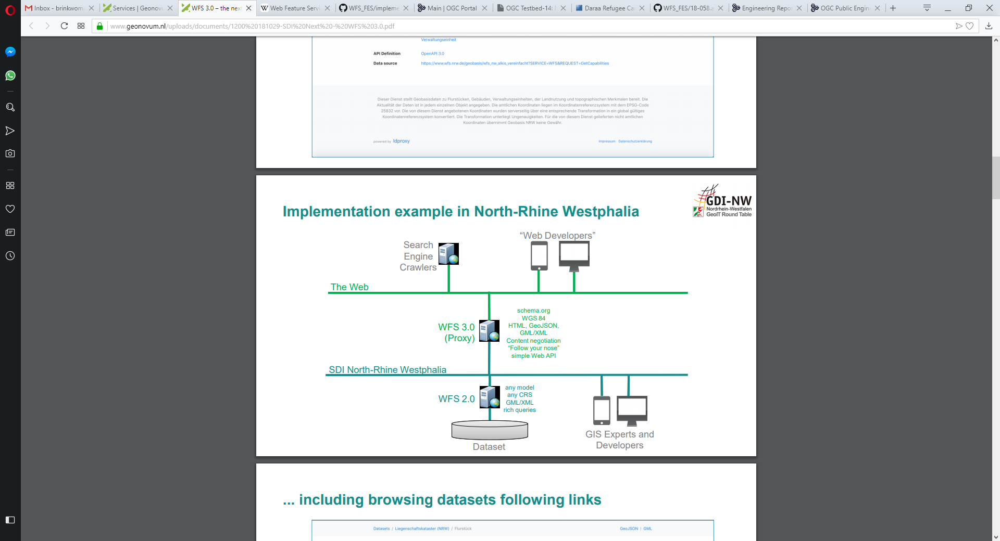 Inbox - brinkwom
Services | Geonovu
WFS 3.0 – the next
Web Feature Servi
WFS_FES/impleme
Main | OGC Portal
OGC Testbed-14:
Daraa Refugee Ca
WFS_FES/18-058.a
Engineering Repo
OGC Public Engin
www.geonovum.nl/uploads/documents/1200%20181029-SDI%20Next%20-%20WFS%203.0.pdf
Verwaltungseinheit
API Definition OpenAPI 3.0
Data source https://www.wfs.nrw.de/geobasis/wfs_nw_alkis_vereinfacht?SERVICE=WFS&REQUEST=GetCapabilities
Dieser Dienst stellt Geobasisdaten zu Flurstücken, Gebäuden, Verwaltungseinheiten, der Landnutzung und topographischen Merkmalen bereit. Die
Aktualität der Daten ist in jedem einzelnen Objekt angegeben. Die amtlichen Koordinaten liegen im Koordinatenreferenzsystem mit dem EPSG-Code
25832 vor. Die von diesem Dienst angebotenen Koordinaten wurden serverseitig über eine entsprechende Transformation in ein global gültiges
Koordinatenreferenzsystem konvertiert. Die Transformation unterliegt Ungenauigkeiten. Für die von diesem Dienst gelieferten nicht amtlichen
Koordinaten übernimmt Geobasis NRW keine Gewähr.
powered by ldproxy
Impressum Datenschutzerklärung
GDI-NW
Nordrhein-Westfalen
GeoIT Round Table
Implementation example in North-Rhine Westphalia
Search
Engine
Crawlers
“Web Developers”
The Web
WFS 3.0
(Proxy)
schema.org
WGS 84
HTML, GeoJSON,
GML/XML
Content negotiation
“Follow your nose”
simple Web API
SDI North-Rhine Westphalia
WFS 2.0
any model
any CRS
GML/XML
rich queries
Dataset
GIS Experts and
Developers
... including browsing datasets following links
Datasets / Liegenschaftskataster (NRW) / Flurstück
GeoJSON | GML